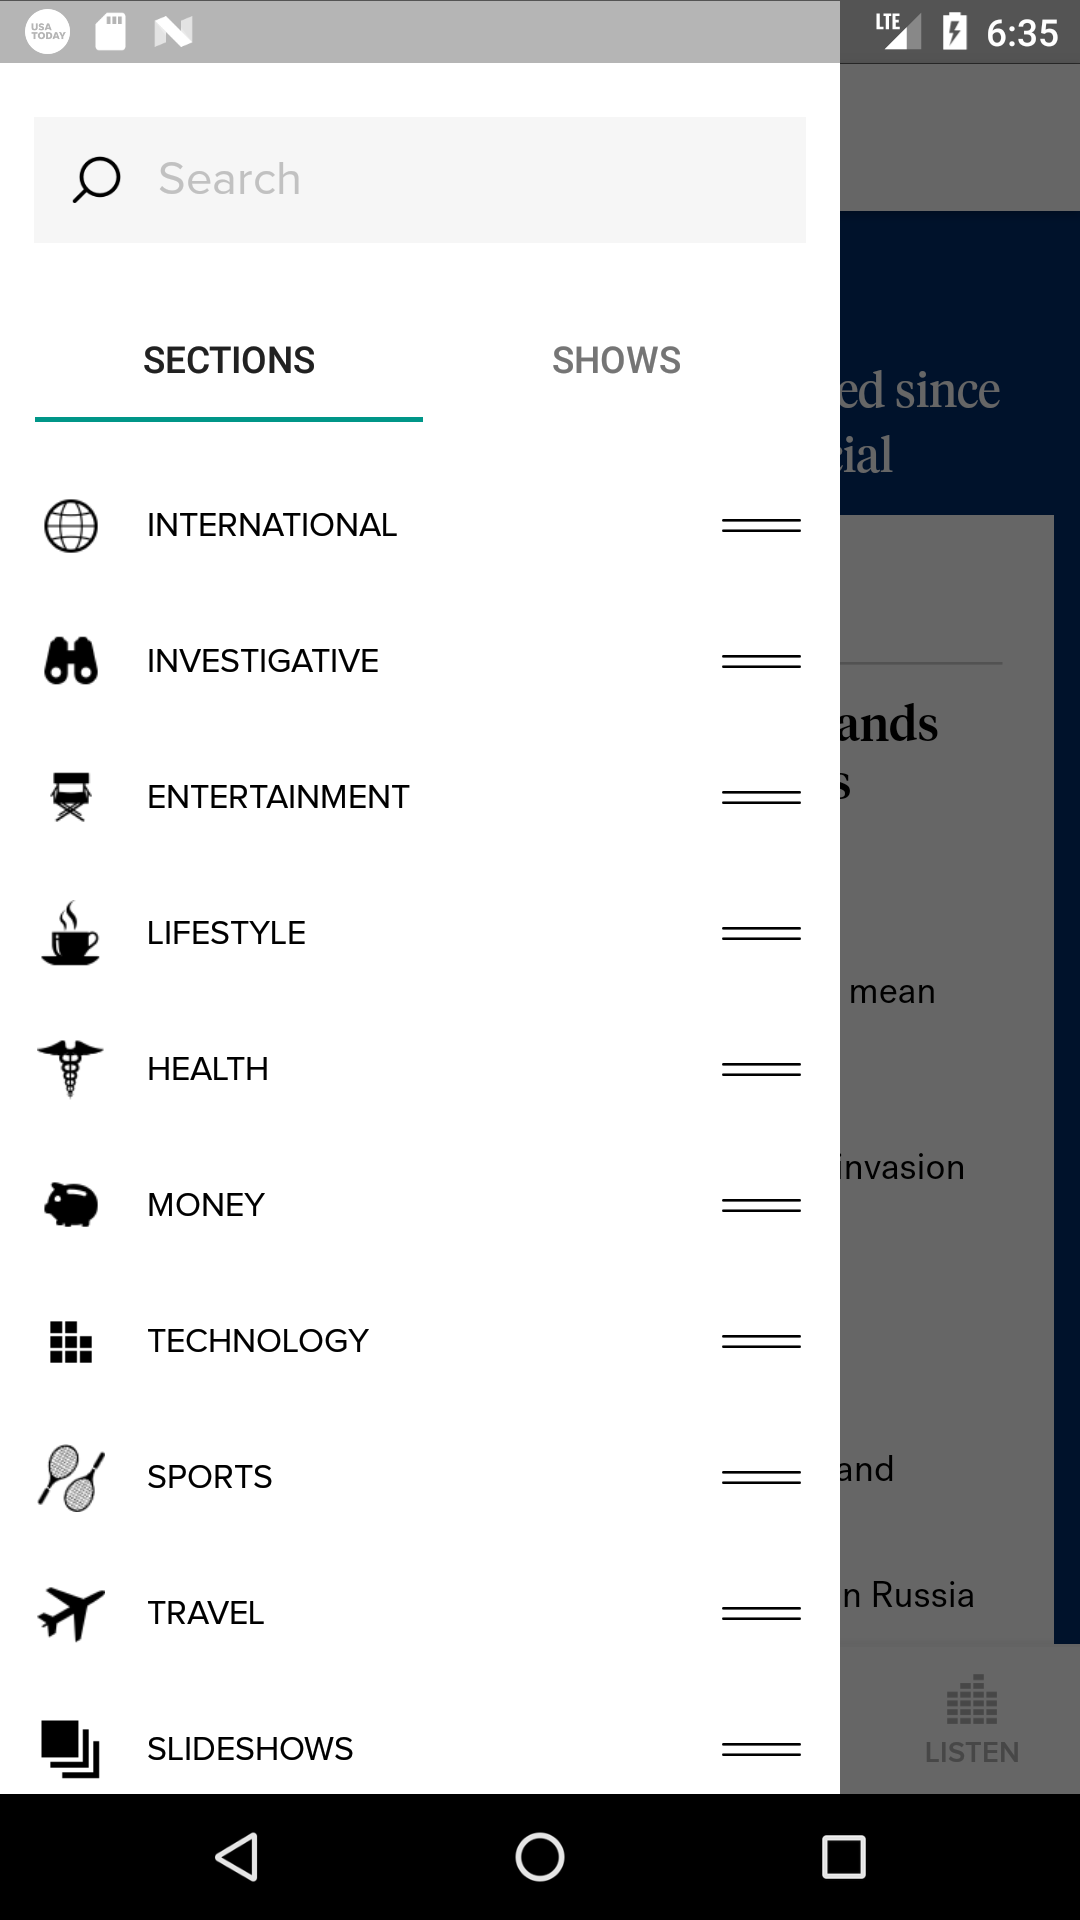 USA
TODAY
LTE
6:35
Search
SECTIONS
SHOWS
ed since
cial
INTERNATIONAL
INVESTIGATIVE
ands
s
ENTERTAINMENT
LIFESTYLE
mean
HEALTH
invasion
MONEY
TECHNOLOGY
and
SPORTS
n Russia
TRAVEL
SLIDESHOWS
LISTEN